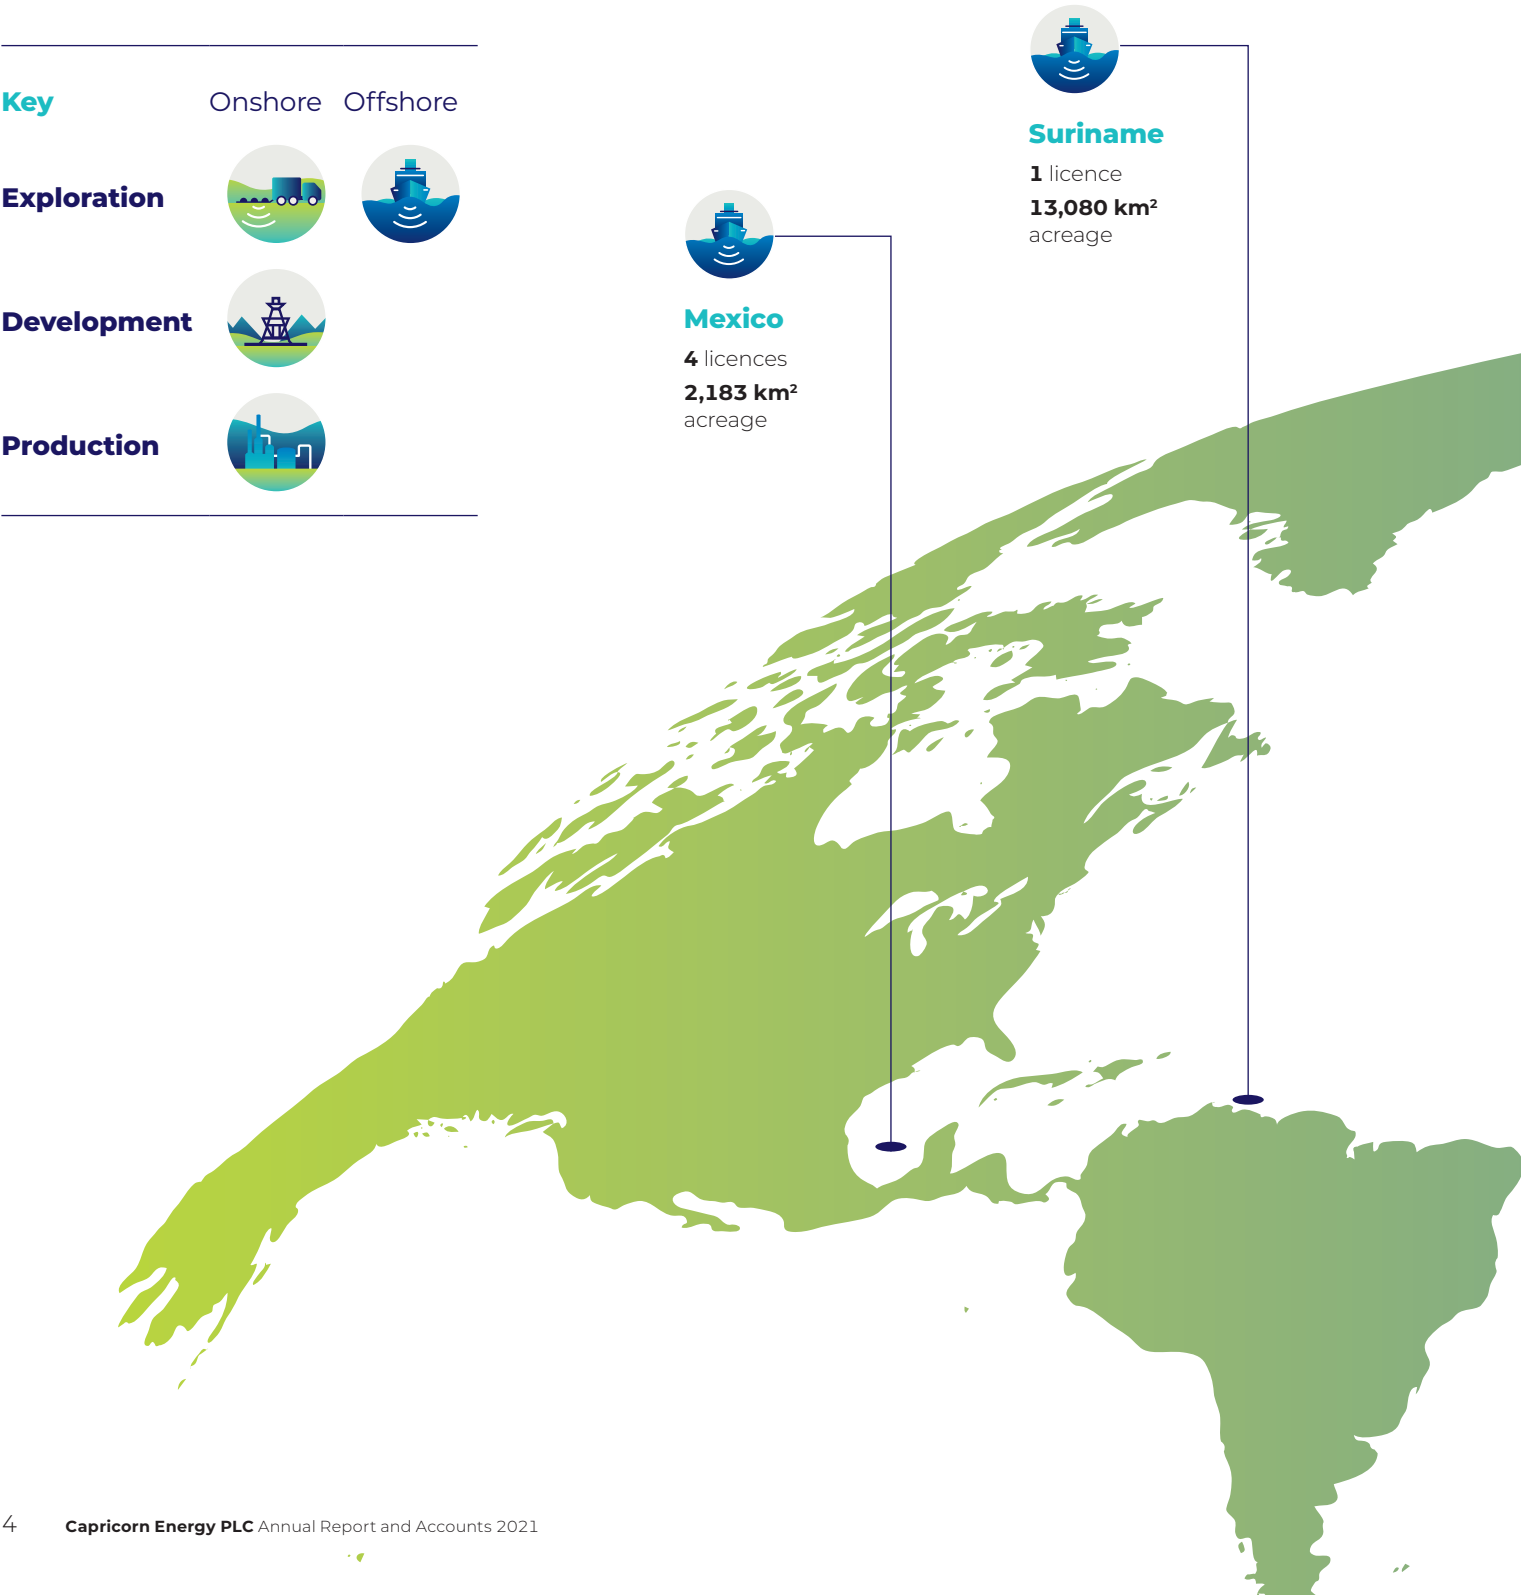 Key Onshore Offshore
Exploration
Development
Production
Suriname
1 licence
13,080 km²
acreage
Mexico
4 licences
2,183 km²
acreage
4 Capricorn Energy PLC Annual Report and Accounts 2021